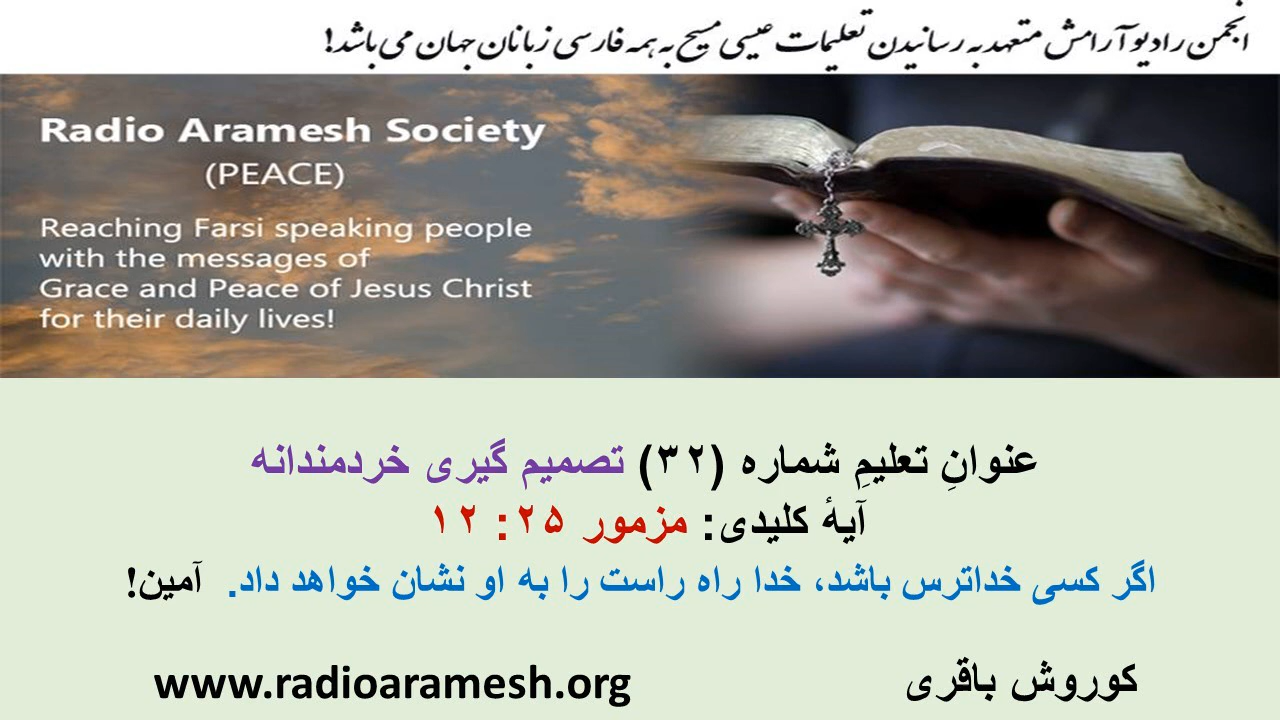 انجمن رادیو آرامش متعهد به رسانیدن تعلیمات عیسی مسیح به همه فارسی زبانان جهان می باشد!
Radio Aramesh Society
(PEACE)
Reaching Farsi speaking people
with the messages of
Grace and Peace of Jesus Christ
for their daily lives!
عنوانِ تعلیمِ شماره (۳۲) تصمیم گیری خردمندانه
آیهٔ کلیدی: مزمور ۲۵: ۱۲
اگر کسی خداترس باشد، خدا راه راست را به او نشان خواهد داد. آمین!
کوروش باقری
www.radioaramesh.org